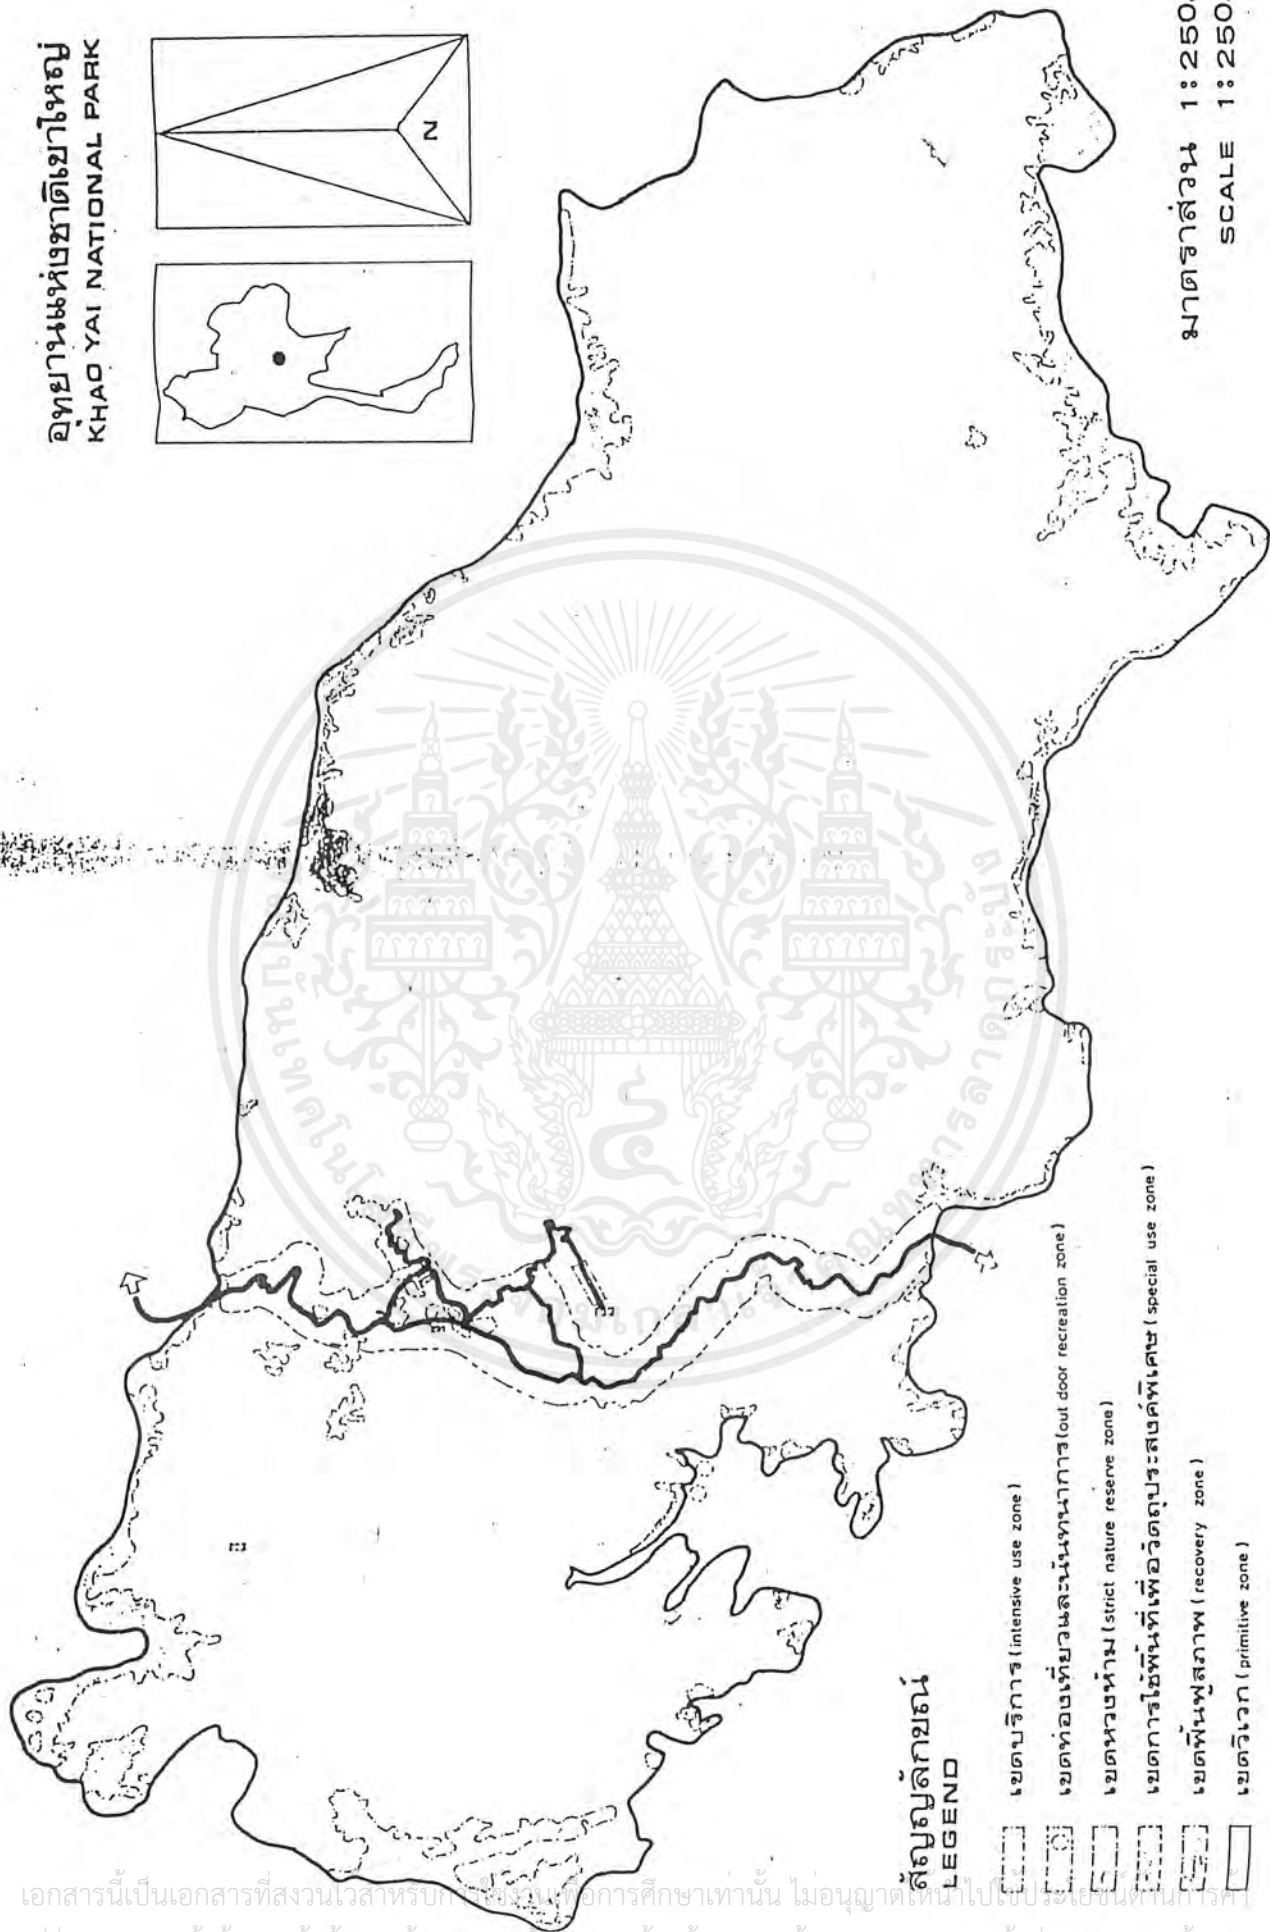 อุทยานแห่งชาติเขาใหญ่
KHAO YAI NATIONAL PARK
N
มาตราส่วน 1:250
SCALE 1:250
สัญญลักขณ์
LEGEND
เขตบริการ (intensive use zone)
เขตท่องเที่ยวและนันทนาการ (out door recreation zone)
เขตหวงห้าม (strict nature reserve zone)
เขตการใช้พื้นที่เพื่อวัตถุประสงค์พิเศษ (special use zone)
เขตฟื้นฟูสภาพ (recovery zone)
เขตวิเวก (primitive zone)
เอกสารนี้เป็นเอกสารที่สงวนไว้สำหรับการใช้งานเพื่อการศึกษาเท่านั้น ไม่อนุญาตให้นำไปใช้ประโยชน์ด้านการค้า